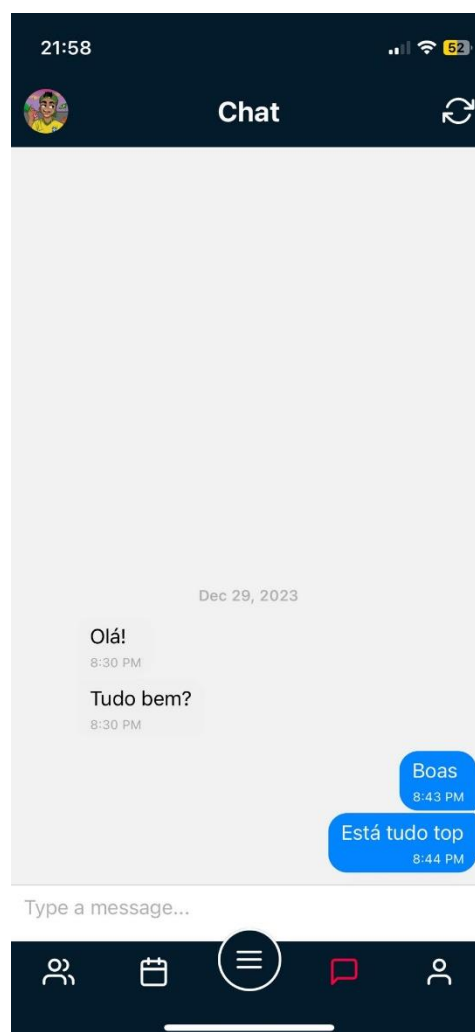 21:58
52
Chat
Dec 29, 2023
Olá!
8:30 PM
Tudo bem?
8:30 PM
Boas
8:43 PM
Está tudo top
8:44 PM
Type a message...